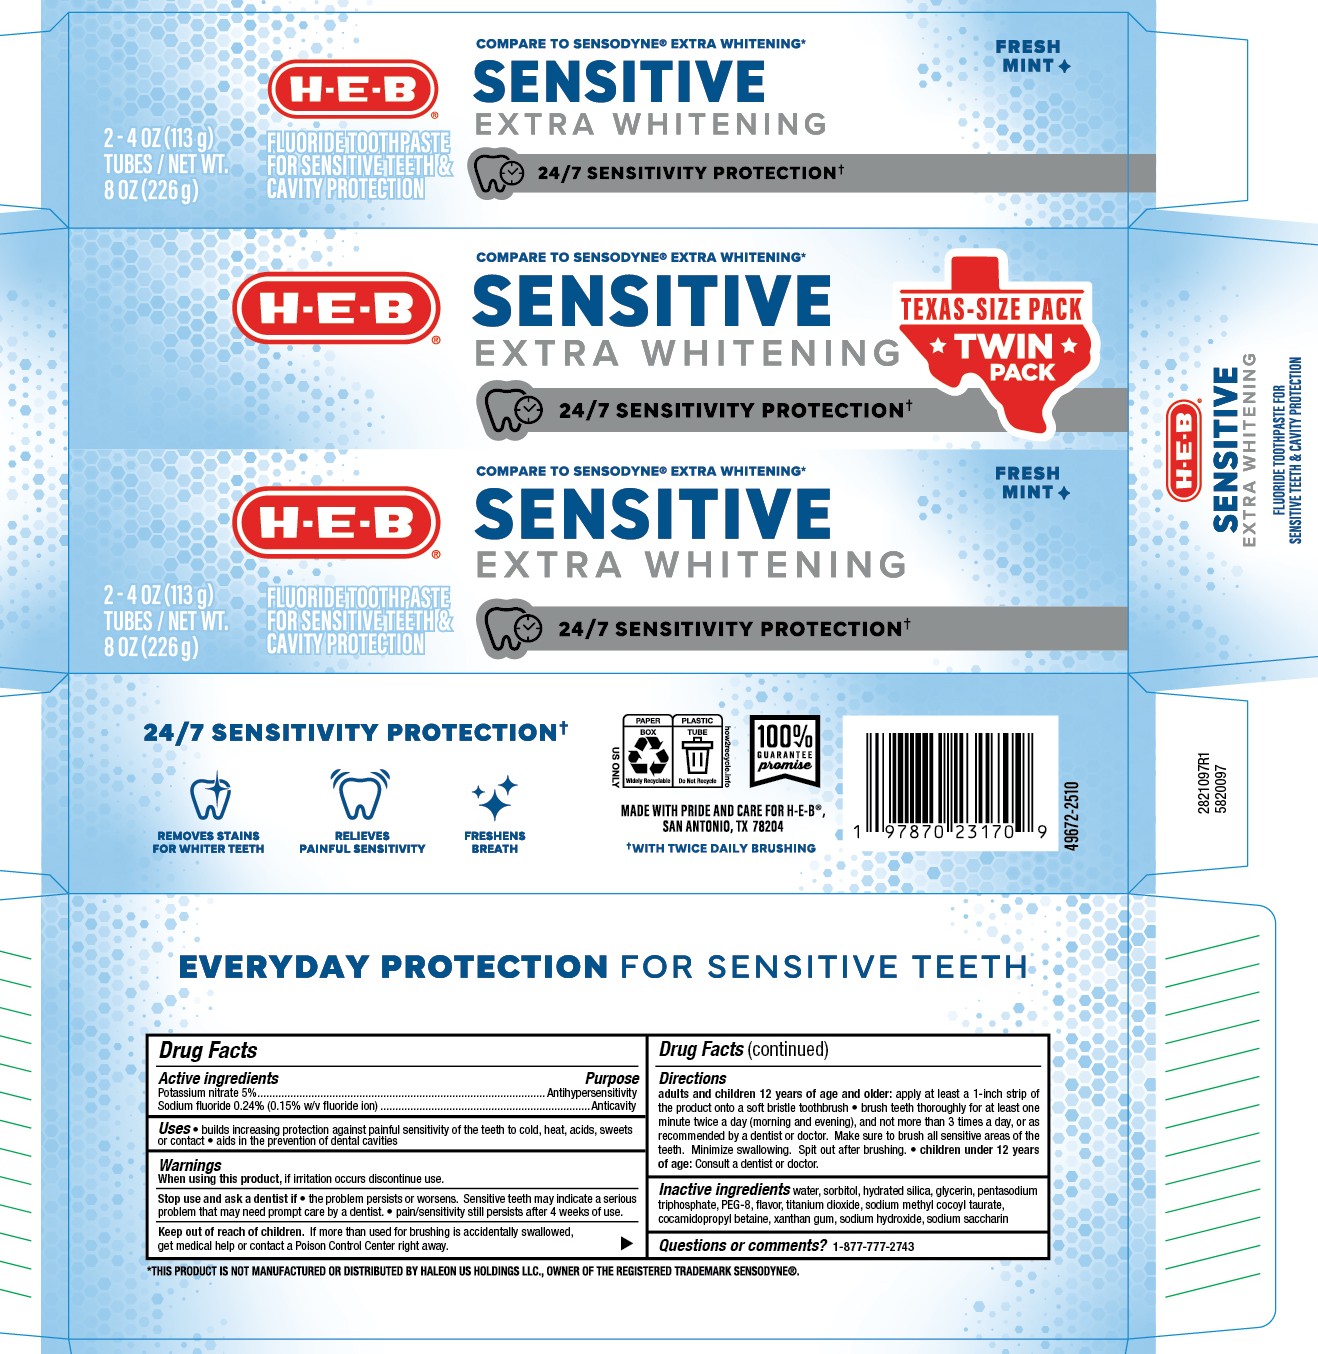 COMPARE TO SENSODYNE® EXTRA WHITENING*
H-E-B®
SENSITIVE
EXTRA WHITENING
FRESH
MINT
2 - 4 OZ (113 g)
TUBES / NET WT.
8 OZ (226 g)
FLUORIDE TOOTHPASTE
FOR SENSITIVE TEETH &
CAVITY PROTECTION
24/7 SENSITIVITY PROTECTION†
COMPARE TO SENSODYNE® EXTRA WHITENING*
H-E-B®
SENSITIVE
EXTRA WHITENING
TEXAS-SIZE PACK
TWIN
PACK
24/7 SENSITIVITY PROTECTION†
COMPARE TO SENSODYNE® EXTRA WHITENING*
H-E-B®
SENSITIVE
EXTRA WHITENING
FRESH
MINT
2 - 4 OZ (113 g)
TUBES / NET WT.
8 OZ (226 g)
FLUORIDE TOOTHPASTE
FOR SENSITIVE TEETH &
CAVITY PROTECTION
24/7 SENSITIVITY PROTECTION†
H-E-B®
SENSITIVE
EXTRA WHITENING
FLUORIDE TOOTHPASTE FOR
SENSITIVE TEETH & CAVITY PROTECTION
24/7 SENSITIVITY PROTECTION†
REMOVES STAINS
FOR WHITER TEETH
RELIEVES
PAINFUL SENSITIVITY
FRESHENS
BREATH
US ONLY
PAPER
BOX
Widely Recyclable
PLASTIC
TUBE
Do Not Recycle
how2recycle.info
100%
GUARANTEE
promise
MADE WITH PRIDE AND CARE FOR H-E-B®,
SAN ANTONIO, TX 78204
†WITH TWICE DAILY BRUSHING
1 97870 23170 9
49672-2510
2821097R1
5820097
EVERYDAY PROTECTION FOR SENSITIVE TEETH
Drug Facts
Active ingredients Purpose
Potassium nitrate 5%.......... Antihypersensitivity
Sodium fluoride 0.24% (0.15% w/v fluoride ion) .......... Anticavity
Uses • builds increasing protection against painful sensitivity of the teeth to cold, heat, acids, sweets
or contact • aids in the prevention of dental cavities
Warnings
When using this product, if irritation occurs discontinue use.
Stop use and ask a dentist if • the problem persists or worsens. Sensitive teeth may indicate a serious
problem that may need prompt care by a dentist. • pain/sensitivity still persists after 4 weeks of use.
Keep out of reach of children. If more than used for brushing is accidentally swallowed,
get medical help or contact a Poison Control Center right away.
Drug Facts (continued)
Directions
adults and children 12 years of age and older: apply at least a 1-inch strip of
the product onto a soft bristle toothbrush • brush teeth thoroughly for at least one
minute twice a day (morning and evening), and not more than 3 times a day, or as
recommended by a dentist or doctor. Make sure to brush all sensitive areas of the
teeth. Minimize swallowing. Spit out after brushing. • children under 12 years
of age: Consult a dentist or doctor.
Inactive ingredients water, sorbitol, hydrated silica, glycerin, pentasodium
triphosphate, PEG-8, flavor, titanium dioxide, sodium methyl cocoyl taurate,
cocamidopropyl betaine, xanthan gum, sodium hydroxide, sodium saccharin
Questions or comments? 1-877-777-2743
*THIS PRODUCT IS NOT MANUFACTURED OR DISTRIBUTED BY HALEON US HOLDINGS LLC., OWNER OF THE REGISTERED TRADEMARK SENSODYNE®.